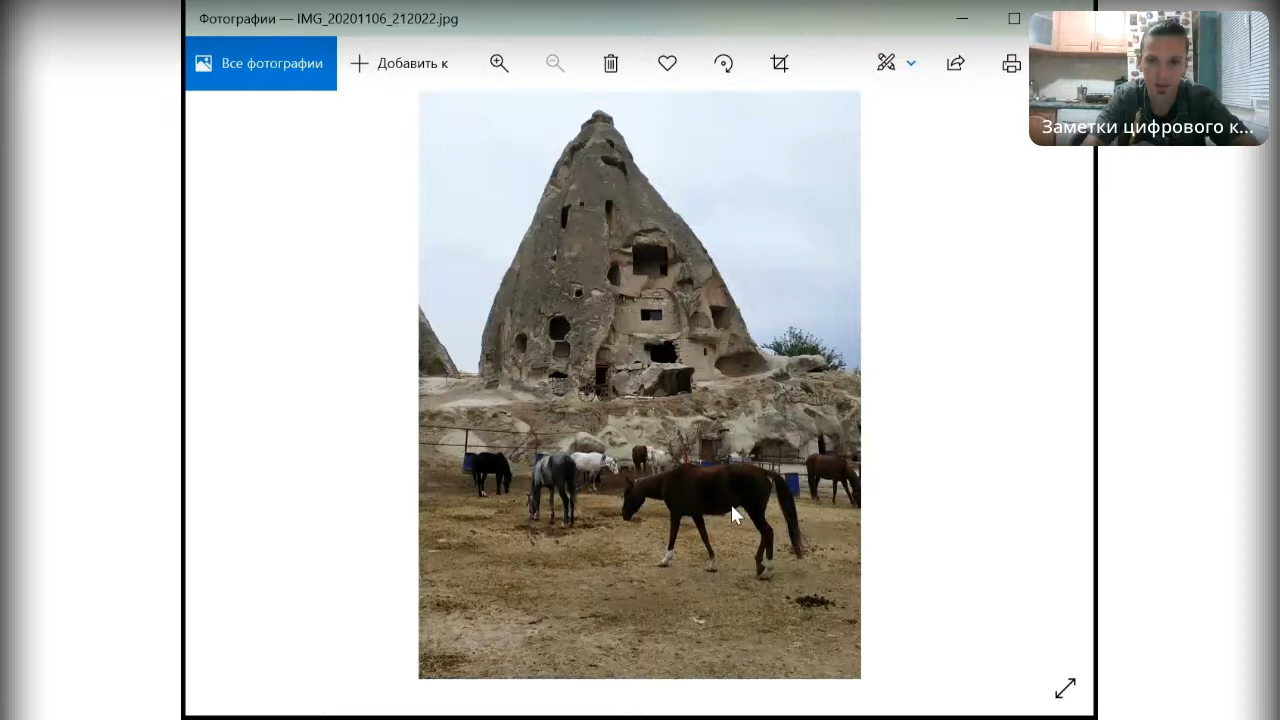 Фотографии — IMG_20201106_212022.jpg
Все фотографии
Добавить к
Заметки цифрового к...